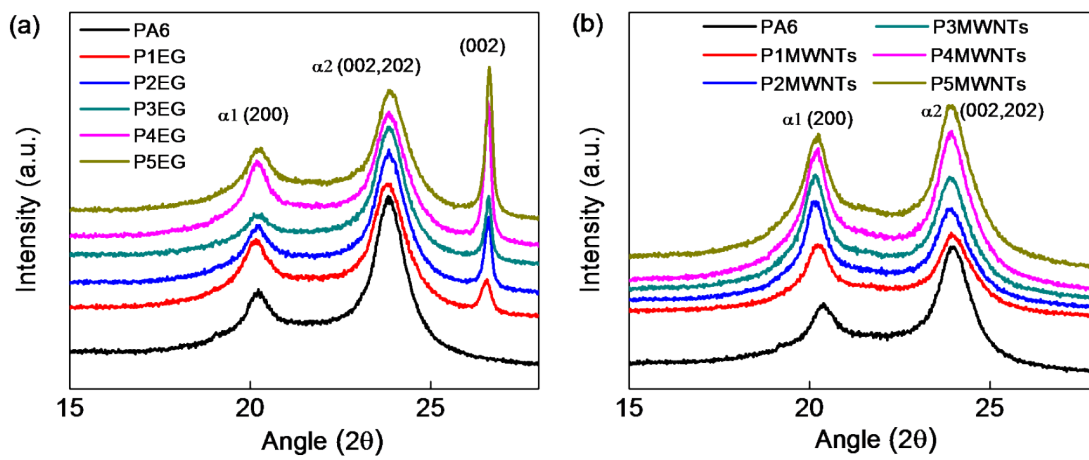 (a)
PA6
P1EG
P2EG
P3EG
P4EG
P5EG
α1 (200)
α2 (002,202)
(002)
Intensity (a.u.)
15 20 25
Angle (2θ)
(b)
PA6
P1MWNTs
P2MWNTs
P3MWNTs
P4MWNTs
P5MWNTs
α1 (200)
α2 (002,202)
Intensity (a.u.)
15 20 25
Angle (2θ)